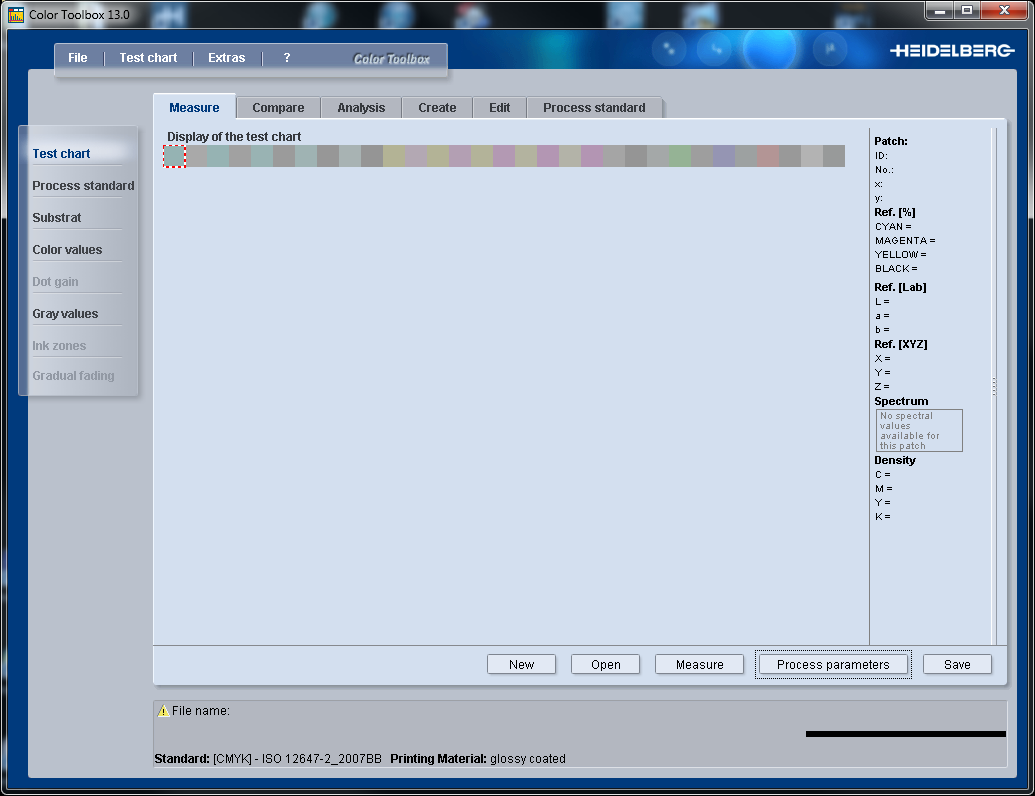 Color Toolbox 13.0
File Test chart Extras ? Color Toolbox
HEIDELBERG
Measure Compare Analysis Create Edit Process standard
Test chart
Process standard
Substrat
Color values
Dot gain
Gray values
Ink zones
Gradual fading
Display of the test chart
Patch:
ID:
No.:
x:
y:
Ref. [%]
CYAN =
MAGENTA =
YELLOW =
BLACK =
Ref. [Lab]
L =
a =
b =
Ref. [XYZ]
X =
Y =
Z =
Spectrum
No spectral
values
available for
this patch
Density
C =
M =
Y =
K =
New Open Measure Process parameters Save
File name:
Standard: [CMYK] - ISO 12647-2_2007BB Printing Material: glossy coated